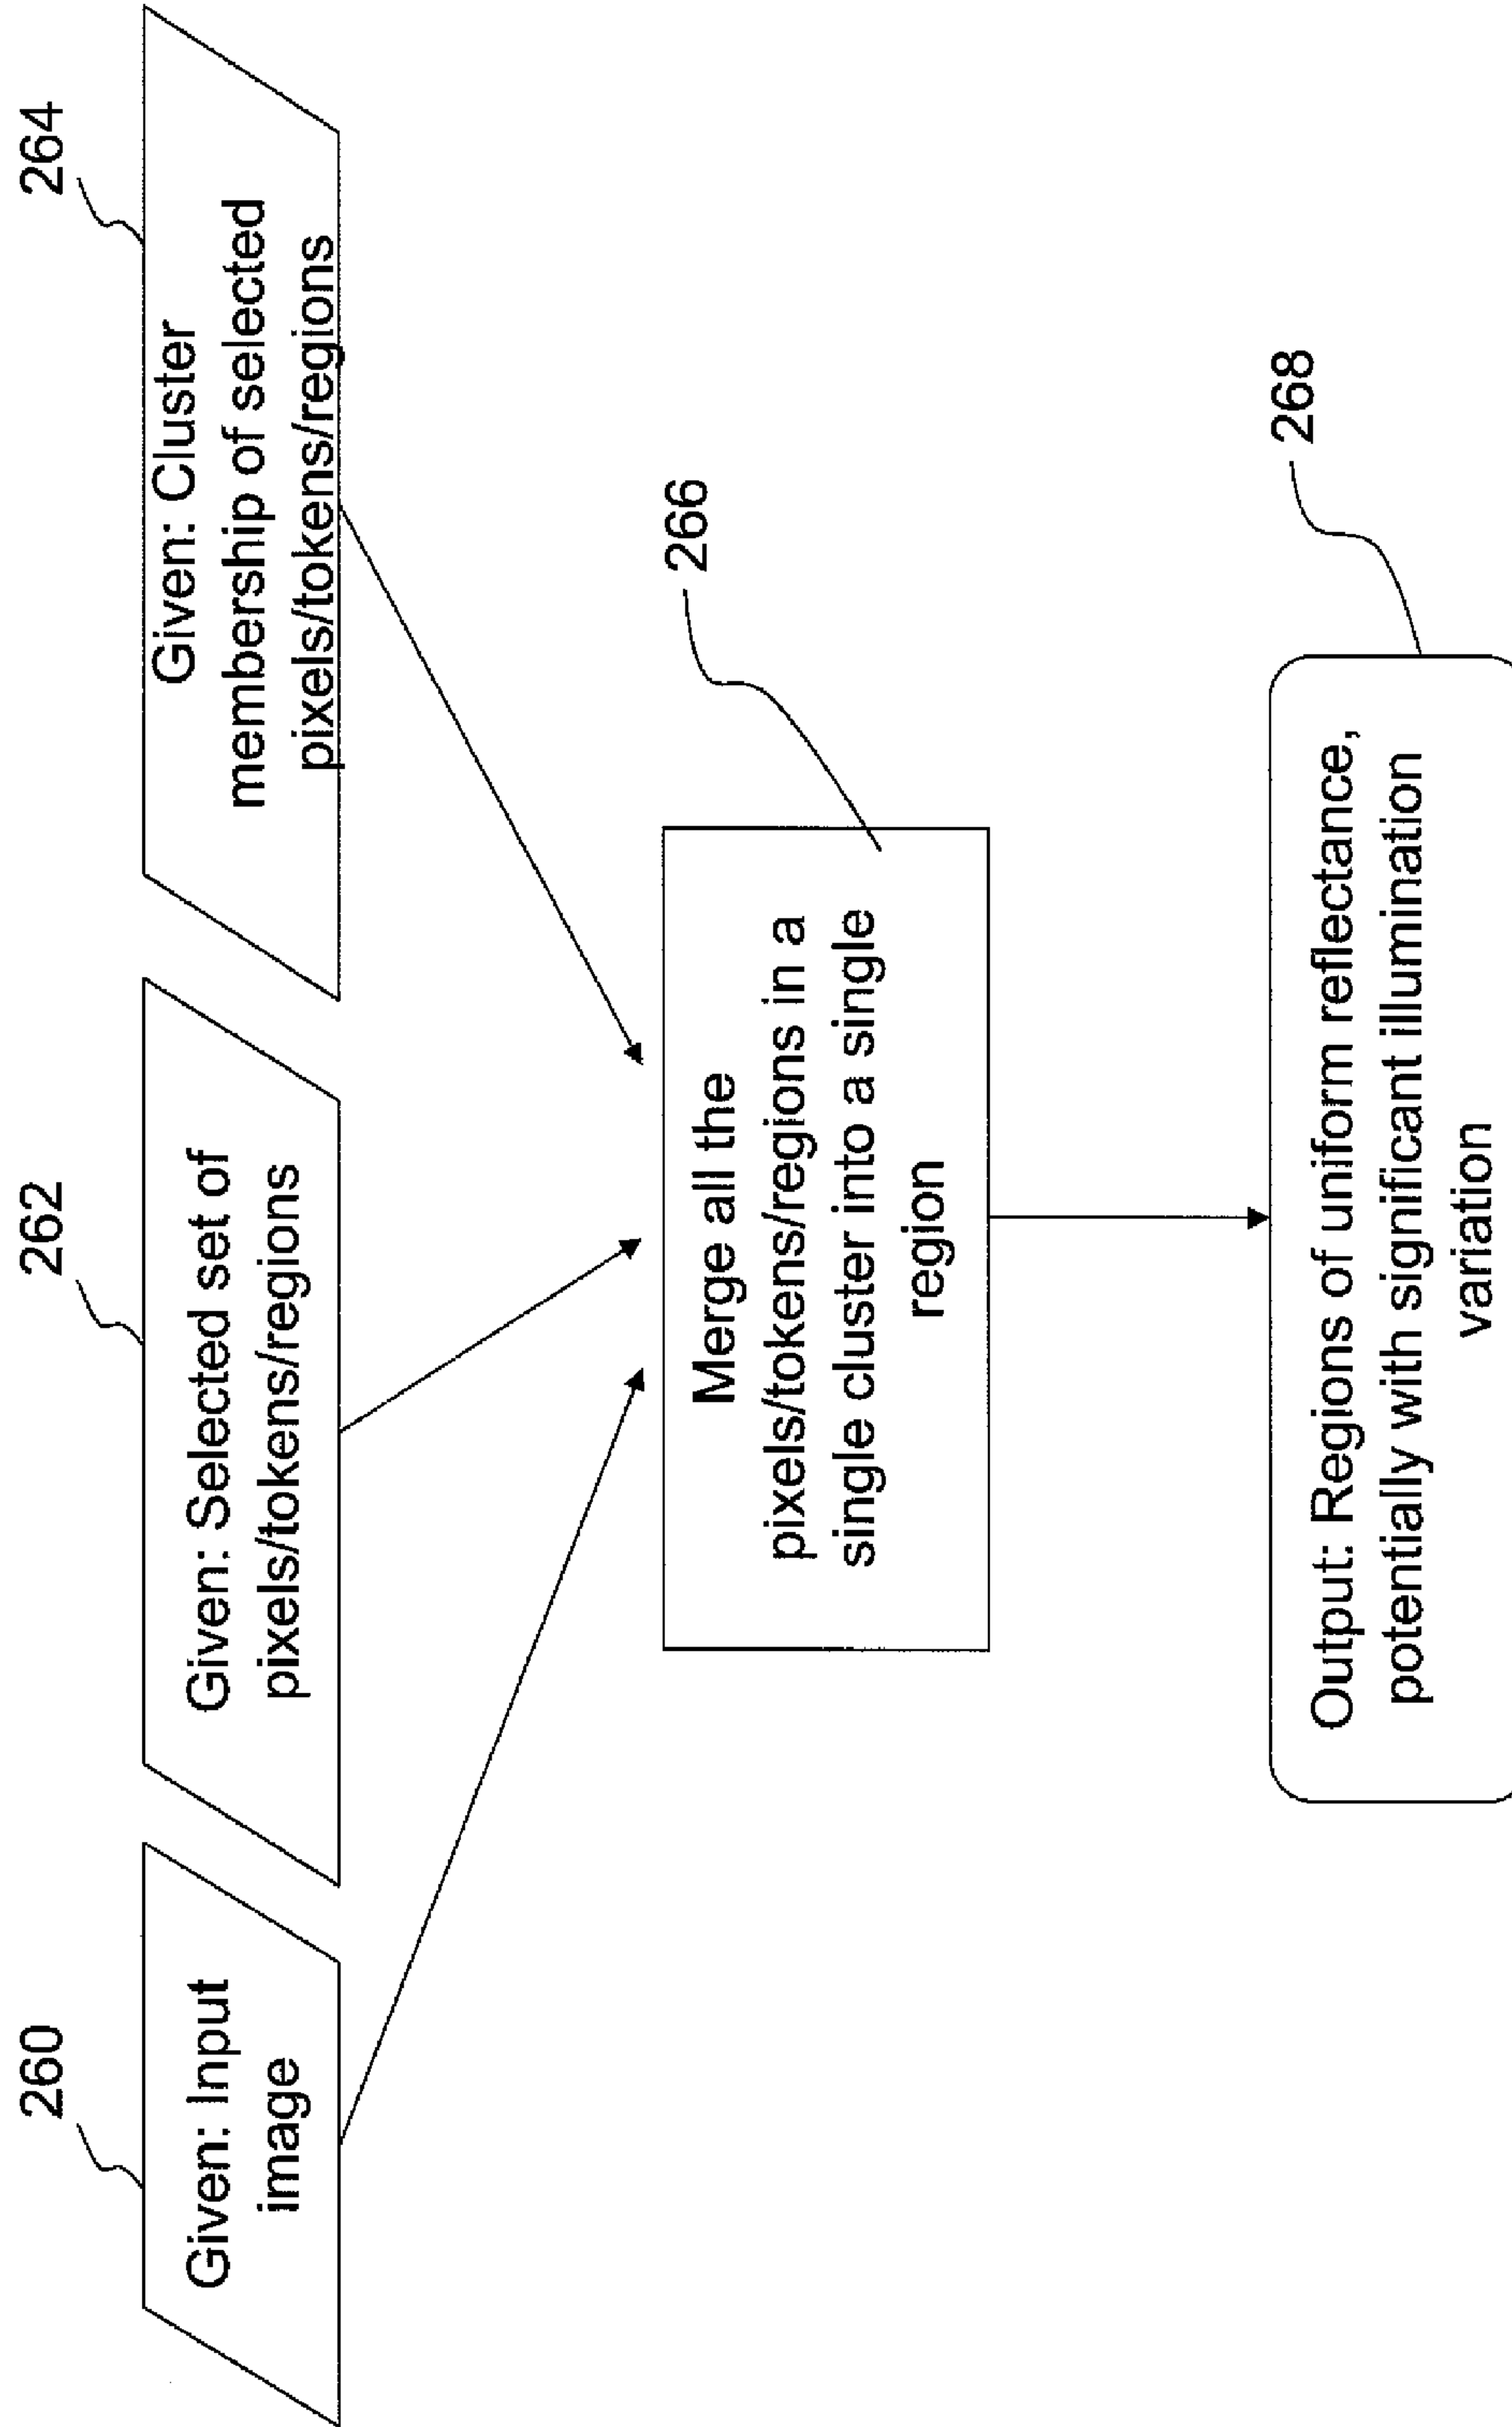 260
Given: Input
image
262
Given: Selected set of
pixels/tokens/regions
264
Given: Cluster
membership of selected
pixels/tokens/regions
266
Merge all the
pixels/tokens/regions in a
single cluster into a single
region
268
Output: Regions of uniform reflectance,
potentially with significant illumination
variation